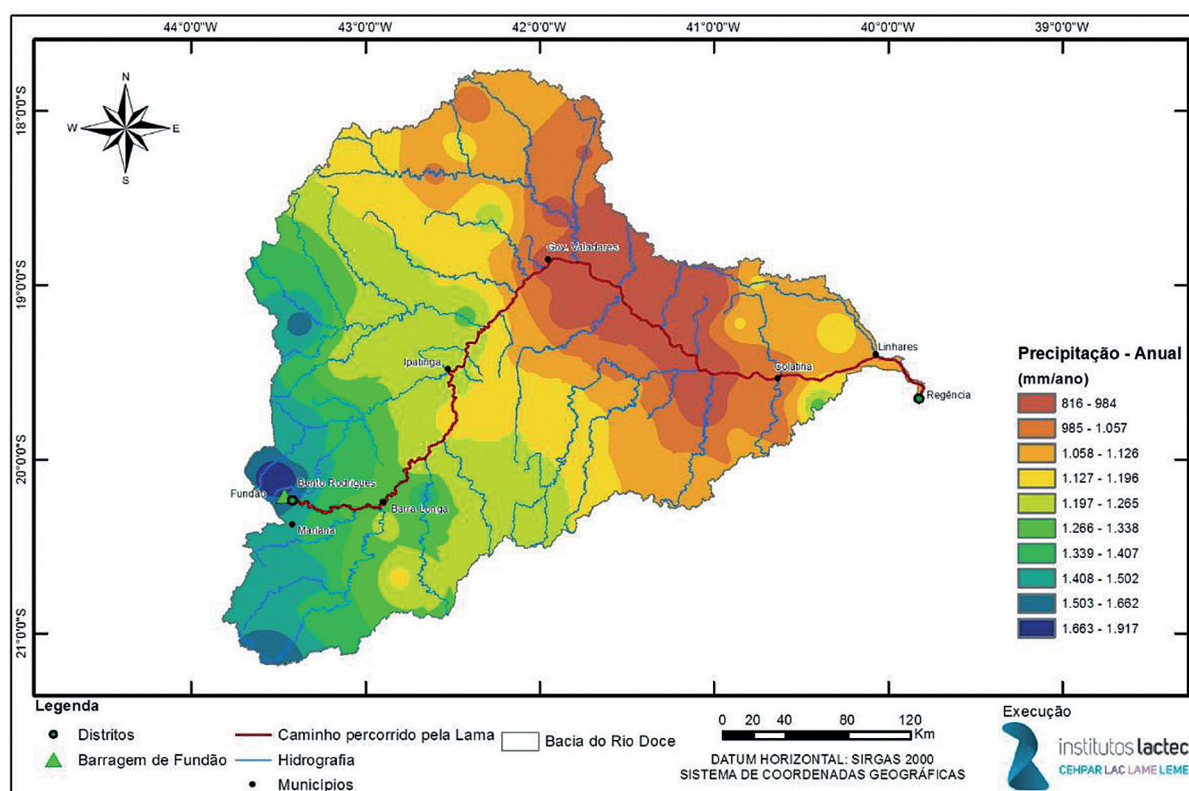 44°0'0"S 43°0'0"S 42°0'0"S 41°0'0"S 40°0'0"S 39°0'0"S
18°0'0"S
19°0'0"S
20°0'0"S
21°0'0"S
N
W E
S
Gov. Valadares
Ipatinga
Colatina
Linhares
Regência
Fundão
Bento Rodrigues
Barra Longa
Mariana
Precipitação - Anual
(mm/ano)
816 - 984
985 - 1.057
1.058 - 1.126
1.127 - 1.196
1.197 - 1.265
1.266 - 1.338
1.339 - 1.407
1.408 - 1.502
1.503 - 1.662
1.663 - 1.917
Legenda
Distritos
Barragem de Fundão
Caminho percorrido pela Lama
Hidrografia
Municípios
Bacia do Rio Doce
0 20 40 80 120
Km
DATUM HORIZONTAL: SIRGAS 2000
SISTEMA DE COORDENADAS GEOGRÁFICAS
Execução
institutos lactec
CEHPAR LAC LAME LEME